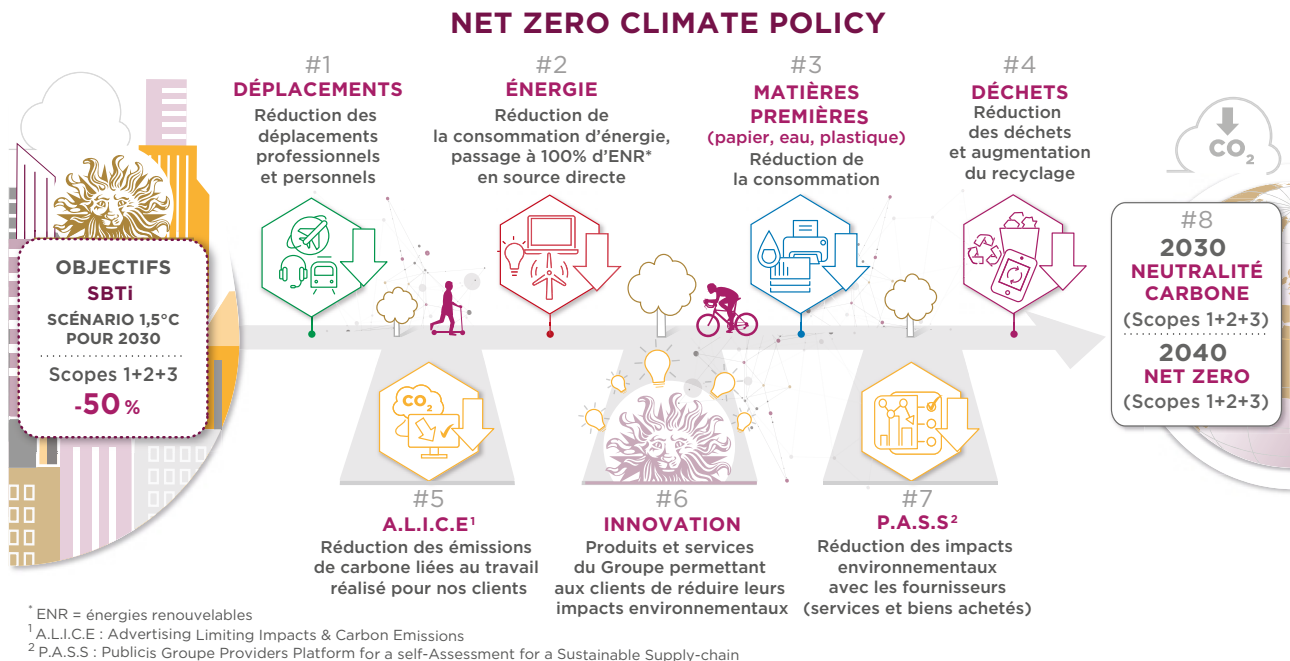 NET ZERO CLIMATE POLICY
OBJECTIFS
SBTi
SCÉNARIO 1,5°C
POUR 2030
Scopes 1+2+3
-50 %
#1
DÉPLACEMENTS
Réduction des
déplacements
professionnels
et personnels
#2
ÉNERGIE
Réduction de
la consommation d'énergie,
passage à 100% d'ENR*
en source directe
#3
MATIÈRES
PREMIÈRES
(papier, eau, plastique)
Réduction de
la consommation
#4
DÉCHETS
Réduction
des déchets
et augmentation
du recyclage
CO2
#5
A.L.I.C.E¹
Réduction des émissions
de carbone liées au travail
réalisé pour nos clients
#6
INNOVATION
Produits et services
du Groupe permettant
aux clients de réduire leurs
impacts environnementaux
#7
P.A.S.S²
Réduction des impacts
environnementaux
avec les fournisseurs
(services et biens achetés)
CO2
#8
2030
NEUTRALITÉ
CARBONE
(Scopes 1+2+3)
2040
NET ZERO
(Scopes 1+2+3)
* ENR = énergies renouvelables
¹ A.L.I.C.E : Advertising Limiting Impacts & Carbon Emissions
² P.A.S.S : Publicis Groupe Providers Platform for a self-Assessment for a Sustainable Supply-chain